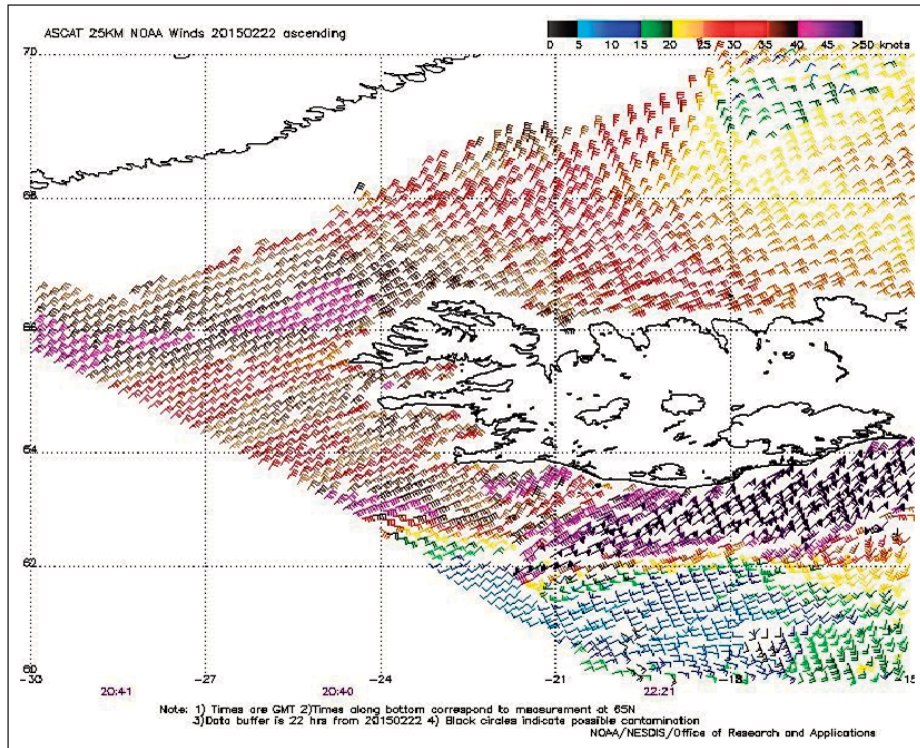 ASCAT 25KM NOAA Winds 20150222 ascending
0 5 10 15 20 25 30 35 40 45 >50 knots
70
68
66
64
62
60
-30 -27 -24 -21 -18 -15
20:41 20:40 22:21
Note: 1) Times are GMT 2)Times along bottom correspond to measurement at 65N
3)Data buffer is 22 hrs from 20150222 4) Black circles indicate possible contamination
NOAA/NESDIS/Office of Research and Applications